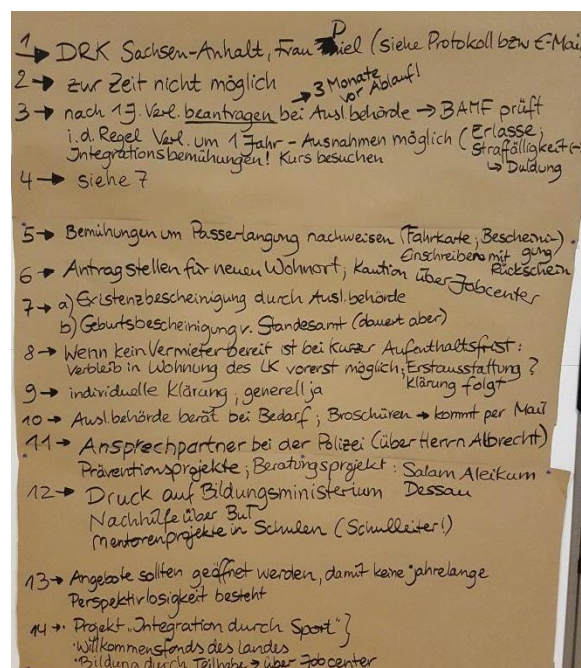 1 → DRK Sachsen-Anhalt, Frau Piel (siehe Protokoll bzw E-Mai
2 → zur Zeit nicht möglich
→ 3 Monate vor Ablauf!
3 → nach 1J. Verl. beantragen bei Ausl.behörde → BAMF prüft
i.d. Regel Verl. um 1 Jahr - Ausnahmen möglich (Erlasse,
Integrationsbemühungen! Kurs besuchen Straffälligkeit (-)
↳ Duldung
4 → siehe 7
5 → Bemühungen um Passerlangung nachweisen (Fahrkarte, Bescheini-
gung, Einschreiben mit Rückschein
6 → Antrag stellen für neuen Wohnort, Kaution über Jobcenter
7 → a) Existenzbescheinigung durch Ausl.behörde
b) Geburtsbescheinigung v. Standesamt (dauert aber)
8 → Wenn kein Vermieter bereit ist bei kurzer Aufenthaltsfrist:
Verbleib in Wohnung des LK vorerst möglich, Erstausstattung?
Klärung folgt
9 → individuelle Klärung, generell ja
10 → Ausl.behörde berät bei Bedarf; Broschüren → kommt per Mail
11 → Ansprechpartner bei der Polizei (über Herrn Albrecht)
Präventionsprojekte, Beratungsprojekt: Salam Aleikum
Dessau
12 → Druck auf Bildungsministerium
Nachhilfe über BuT
Mentorenprojekte in Schulen (Schulleiter!)
13 → Angebote sollten geöffnet werden, damit keine jahrelange
Perspektivlosigkeit besteht
14 → · Projekt „Integration durch Sport" }
· Willkommensfonds des Landes
· Bildung durch Teilhabe → über Jobcenter